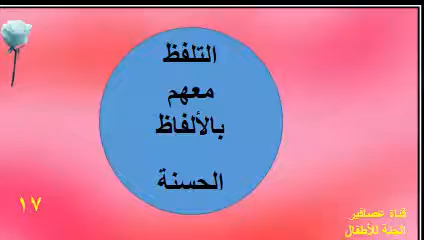 التلفظ
معهم
بالألفاظ
الحسنة
١٧
قناة عصافير
الجنة للأطفال